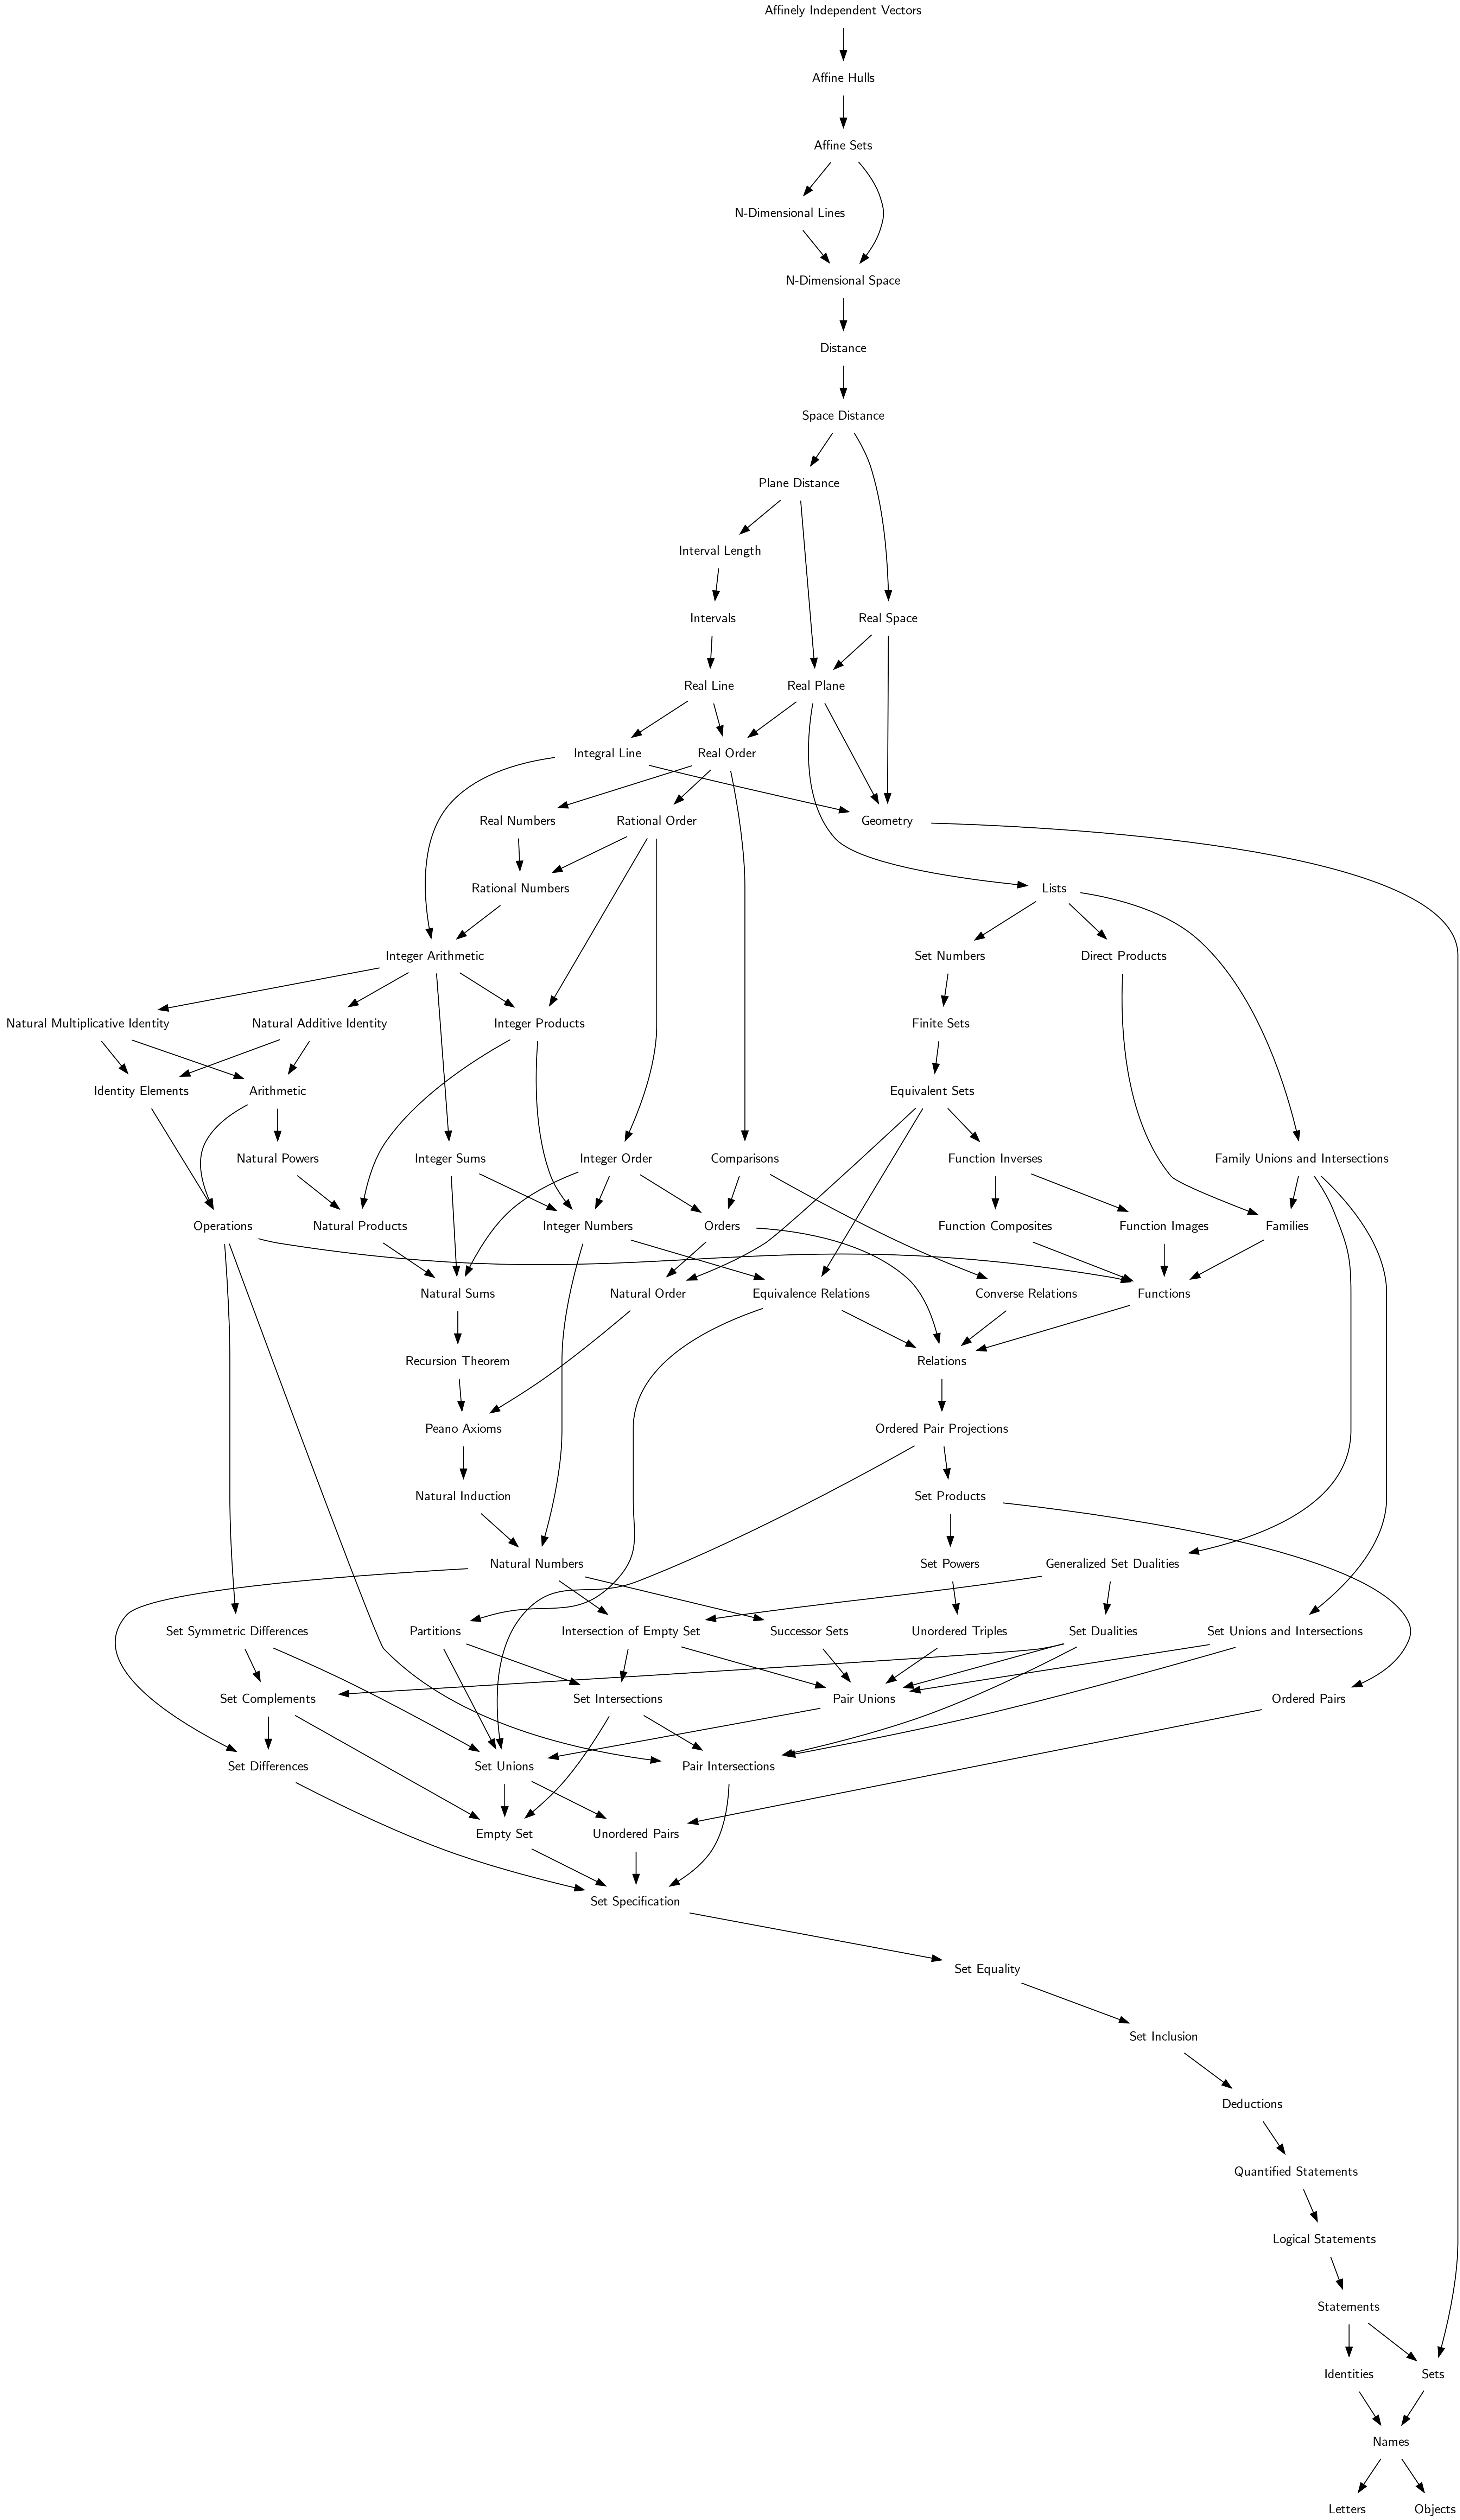 Affinely Independent Vectors
Affine Hulls
Affine Sets
N-Dimensional Lines
N-Dimensional Space
Distance
Space Distance
Plane Distance
Interval Length
Intervals
Real Space
Real Line
Real Plane
Integral Line
Real Order
Real Numbers
Rational Order
Geometry
Rational Numbers
Lists
Integer Arithmetic
Set Numbers
Direct Products
Natural Multiplicative Identity
Natural Additive Identity
Integer Products
Finite Sets
Identity Elements
Arithmetic
Equivalent Sets
Natural Powers
Integer Sums
Integer Order
Comparisons
Function Inverses
Family Unions and Intersections
Operations
Natural Products
Integer Numbers
Orders
Function Composites
Function Images
Families
Natural Sums
Natural Order
Equivalence Relations
Converse Relations
Functions
Recursion Theorem
Relations
Peano Axioms
Ordered Pair Projections
Natural Induction
Set Products
Natural Numbers
Set Powers
Generalized Set Dualities
Set Symmetric Differences
Partitions
Intersection of Empty Set
Successor Sets
Unordered Triples
Set Dualities
Set Unions and Intersections
Set Complements
Set Intersections
Pair Unions
Ordered Pairs
Set Differences
Set Unions
Pair Intersections
Empty Set
Unordered Pairs
Set Specification
Set Equality
Set Inclusion
Deductions
Quantified Statements
Logical Statements
Statements
Identities
Sets
Names
Letters
Objects